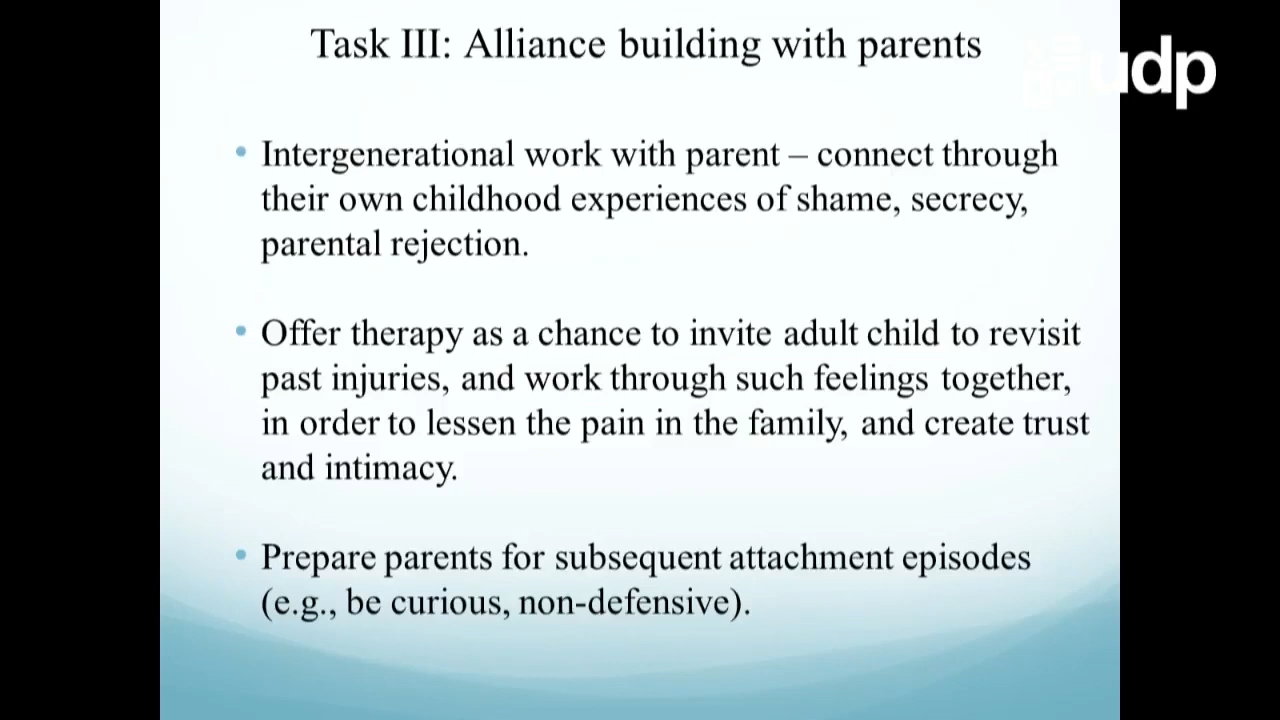 Task III: Alliance building with parents
udp
• Intergenerational work with parent – connect through
their own childhood experiences of shame, secrecy,
parental rejection.
• Offer therapy as a chance to invite adult child to revisit
past injuries, and work through such feelings together,
in order to lessen the pain in the family, and create trust
and intimacy.
• Prepare parents for subsequent attachment episodes
(e.g., be curious, non-defensive).